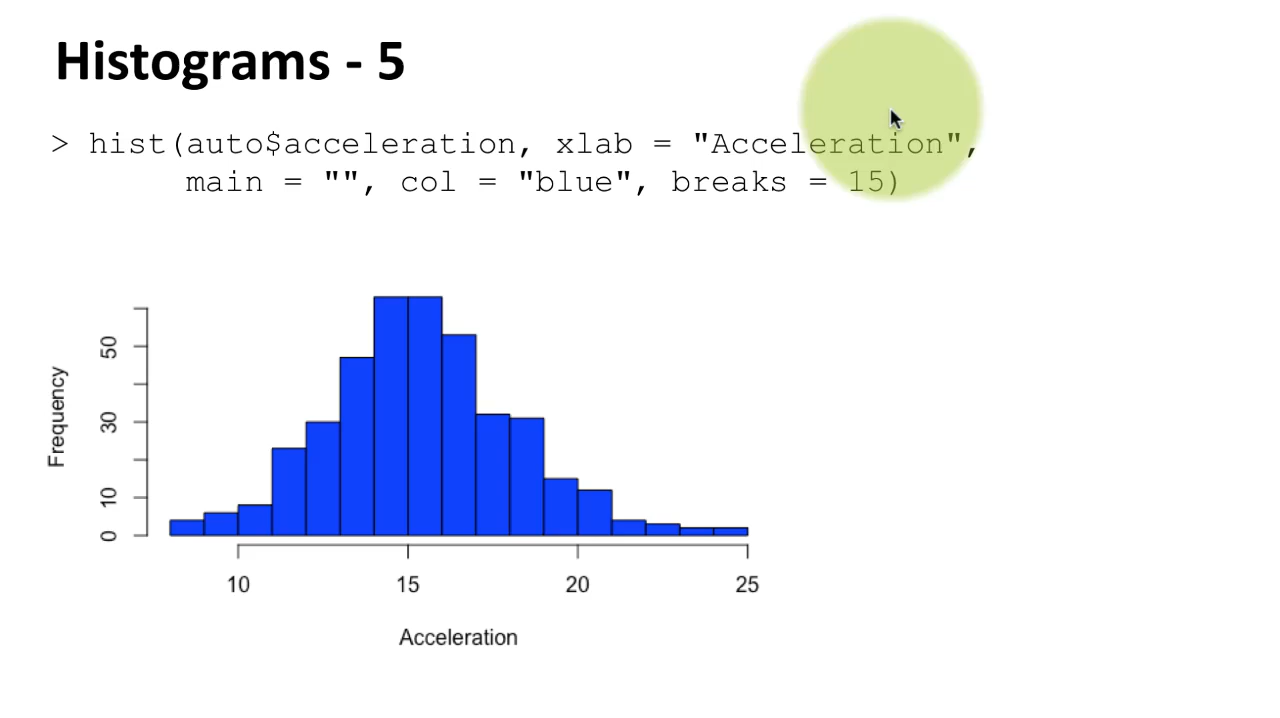 Histograms - 5
> hist(auto$acceleration, xlab = "Acceleration",
main = "", col = "blue", breaks = 15)
Frequency
50
30
10
0
10 15 20 25
Acceleration